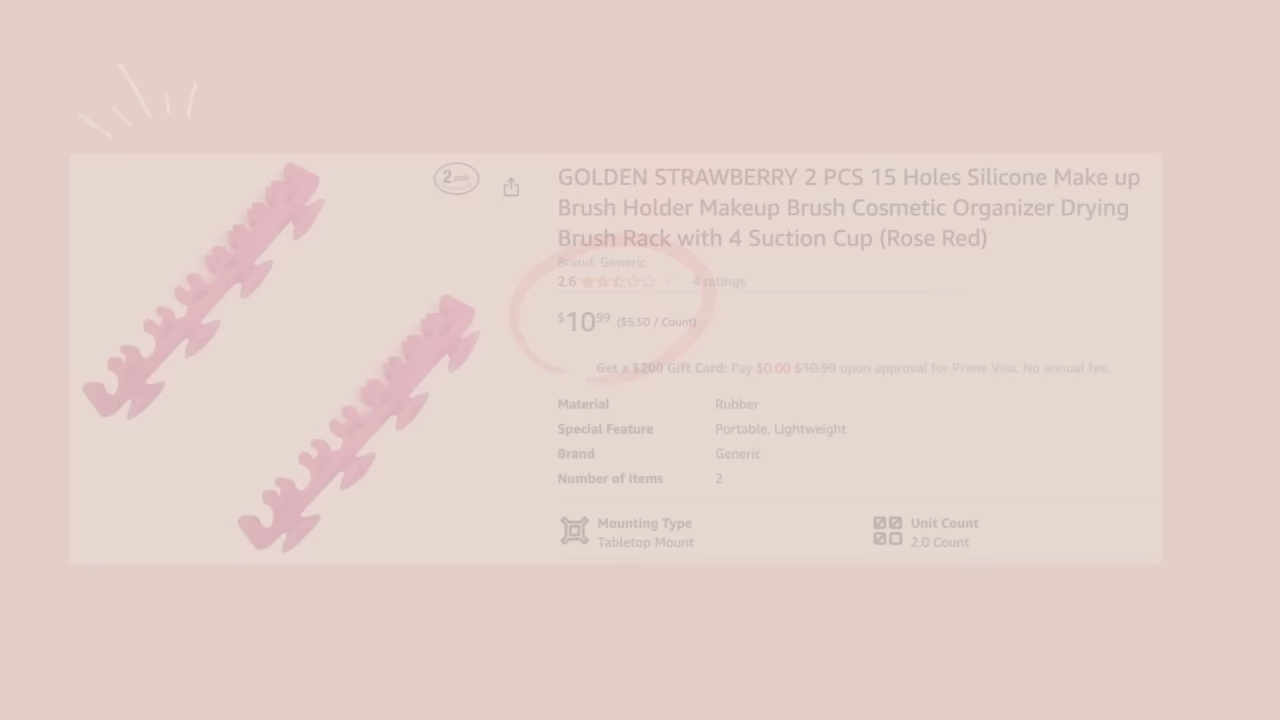 2 pcs
GOLDEN STRAWBERRY 2 PCS 15 Holes Silicone Make up
Brush Holder Makeup Brush Cosmetic Organizer Drying
Brush Rack with 4 Suction Cup (Rose Red)
Brand: Generic
2.6 4 ratings
$10.99 ($5.50 / Count)
Get a $200 Gift Card: Pay $0.00 $10.99 upon approval for Prime Visa. No annual fee.
Material Rubber
Special Feature Portable, Lightweight
Brand Generic
Number of Items 2
Mounting Type Unit Count
Tabletop Mount 2.0 Count